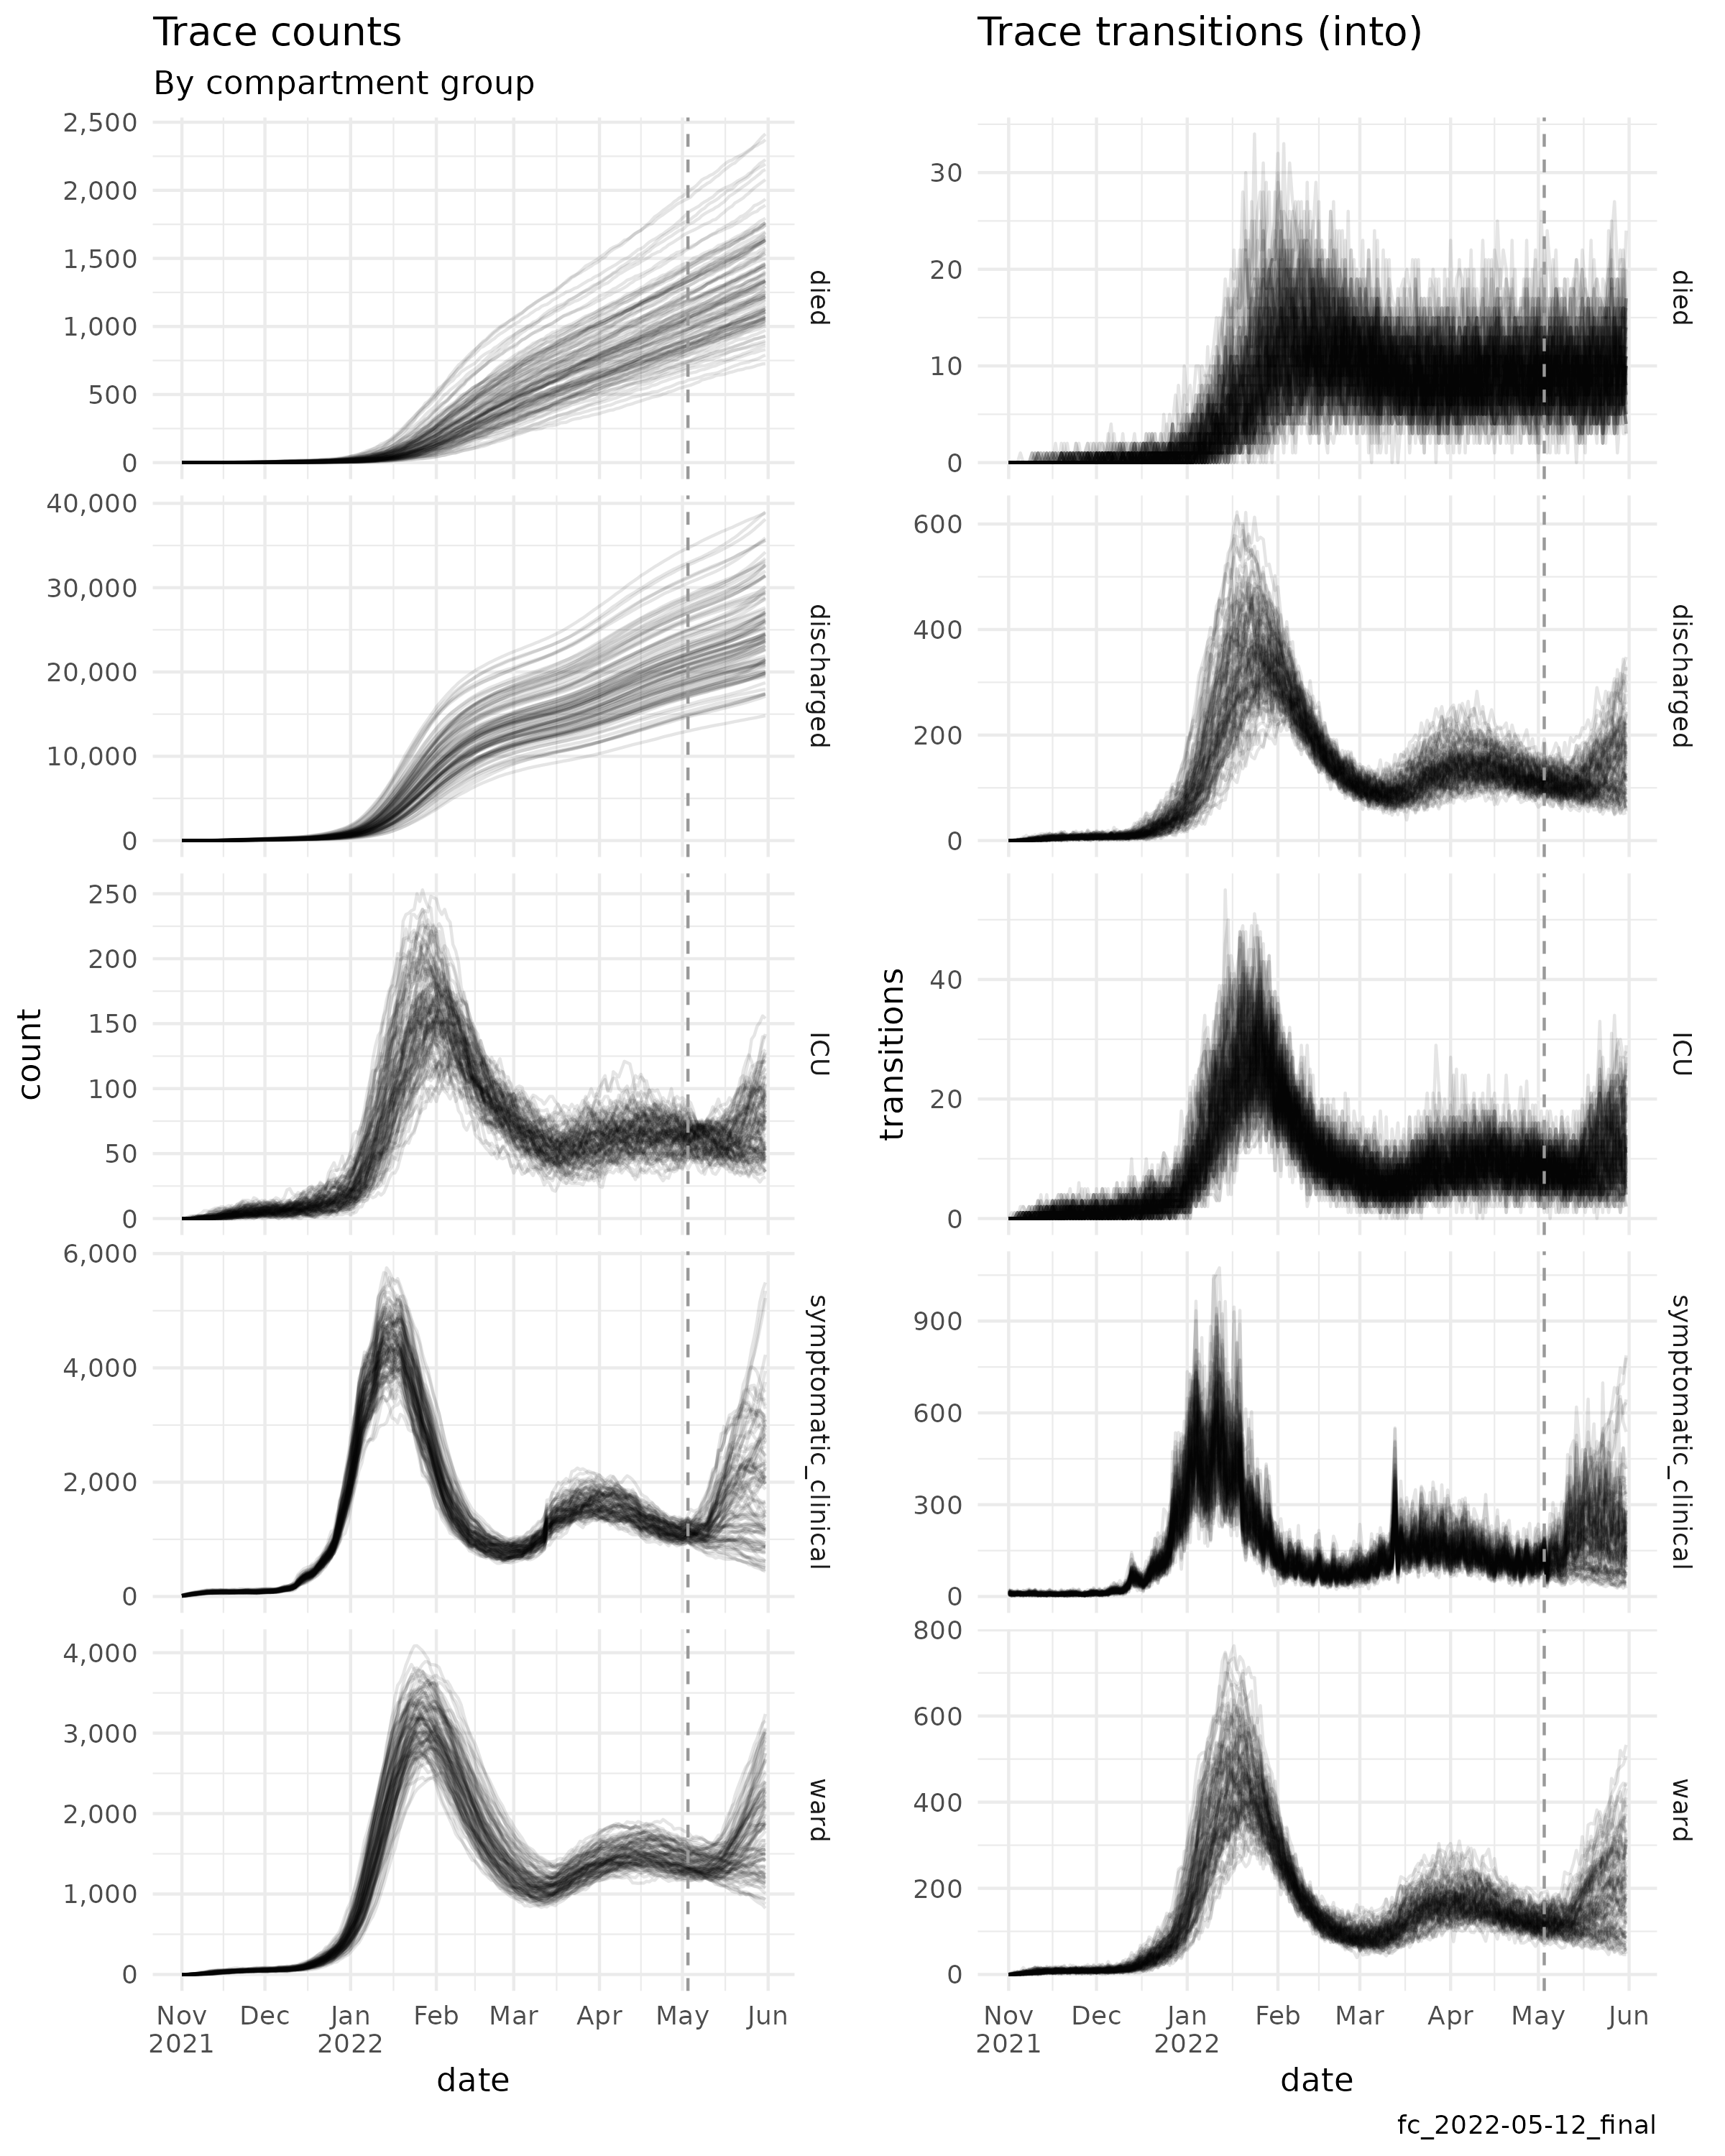 Trace counts
By compartment group
Trace transitions (into)
count
2,500
2,000
1,500
1,000
500
0
died
40,000
30,000
20,000
10,000
0
discharged
250
200
150
100
50
0
ICU
6,000
4,000
2,000
0
symptomatic_clinical
4,000
3,000
2,000
1,000
0
ward
Nov Dec Jan Feb Mar Apr May Jun
2021 2022
date
transitions
30
20
10
0
died
600
400
200
0
discharged
40
20
0
ICU
900
600
300
0
symptomatic_clinical
800
600
400
200
0
ward
Nov Dec Jan Feb Mar Apr May Jun
2021 2022
date
fc_2022-05-12_final